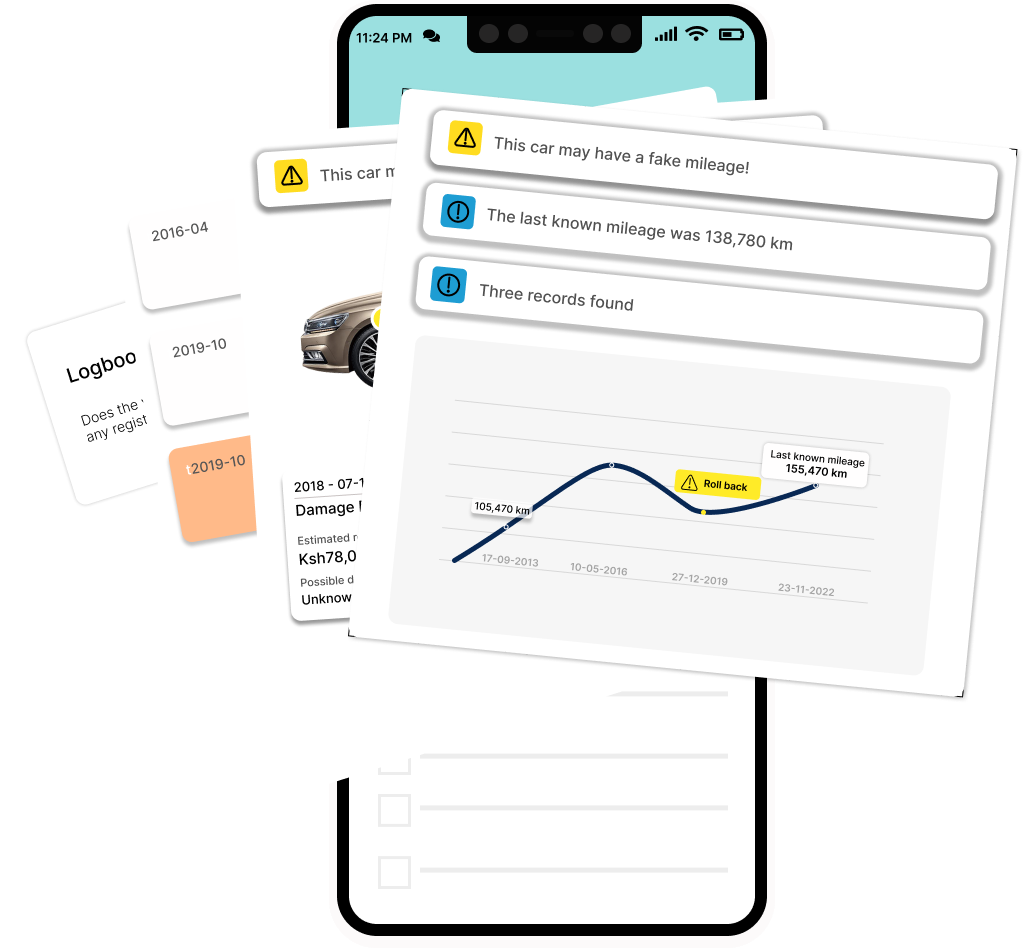 11:24 PM
This car may have a fake mileage!
The last known mileage was 138,780 km
Three records found
Last known mileage
155,470 km
Roll back
105,470 km
17-09-2013
10-05-2016
27-12-2019
23-11-2022
This car
2016-04
2019-10
2019-10
Logboo
Does the
any regist
2018 - 07-1
Damage
Estimated
Ksh78,0
Possible d
Unknow